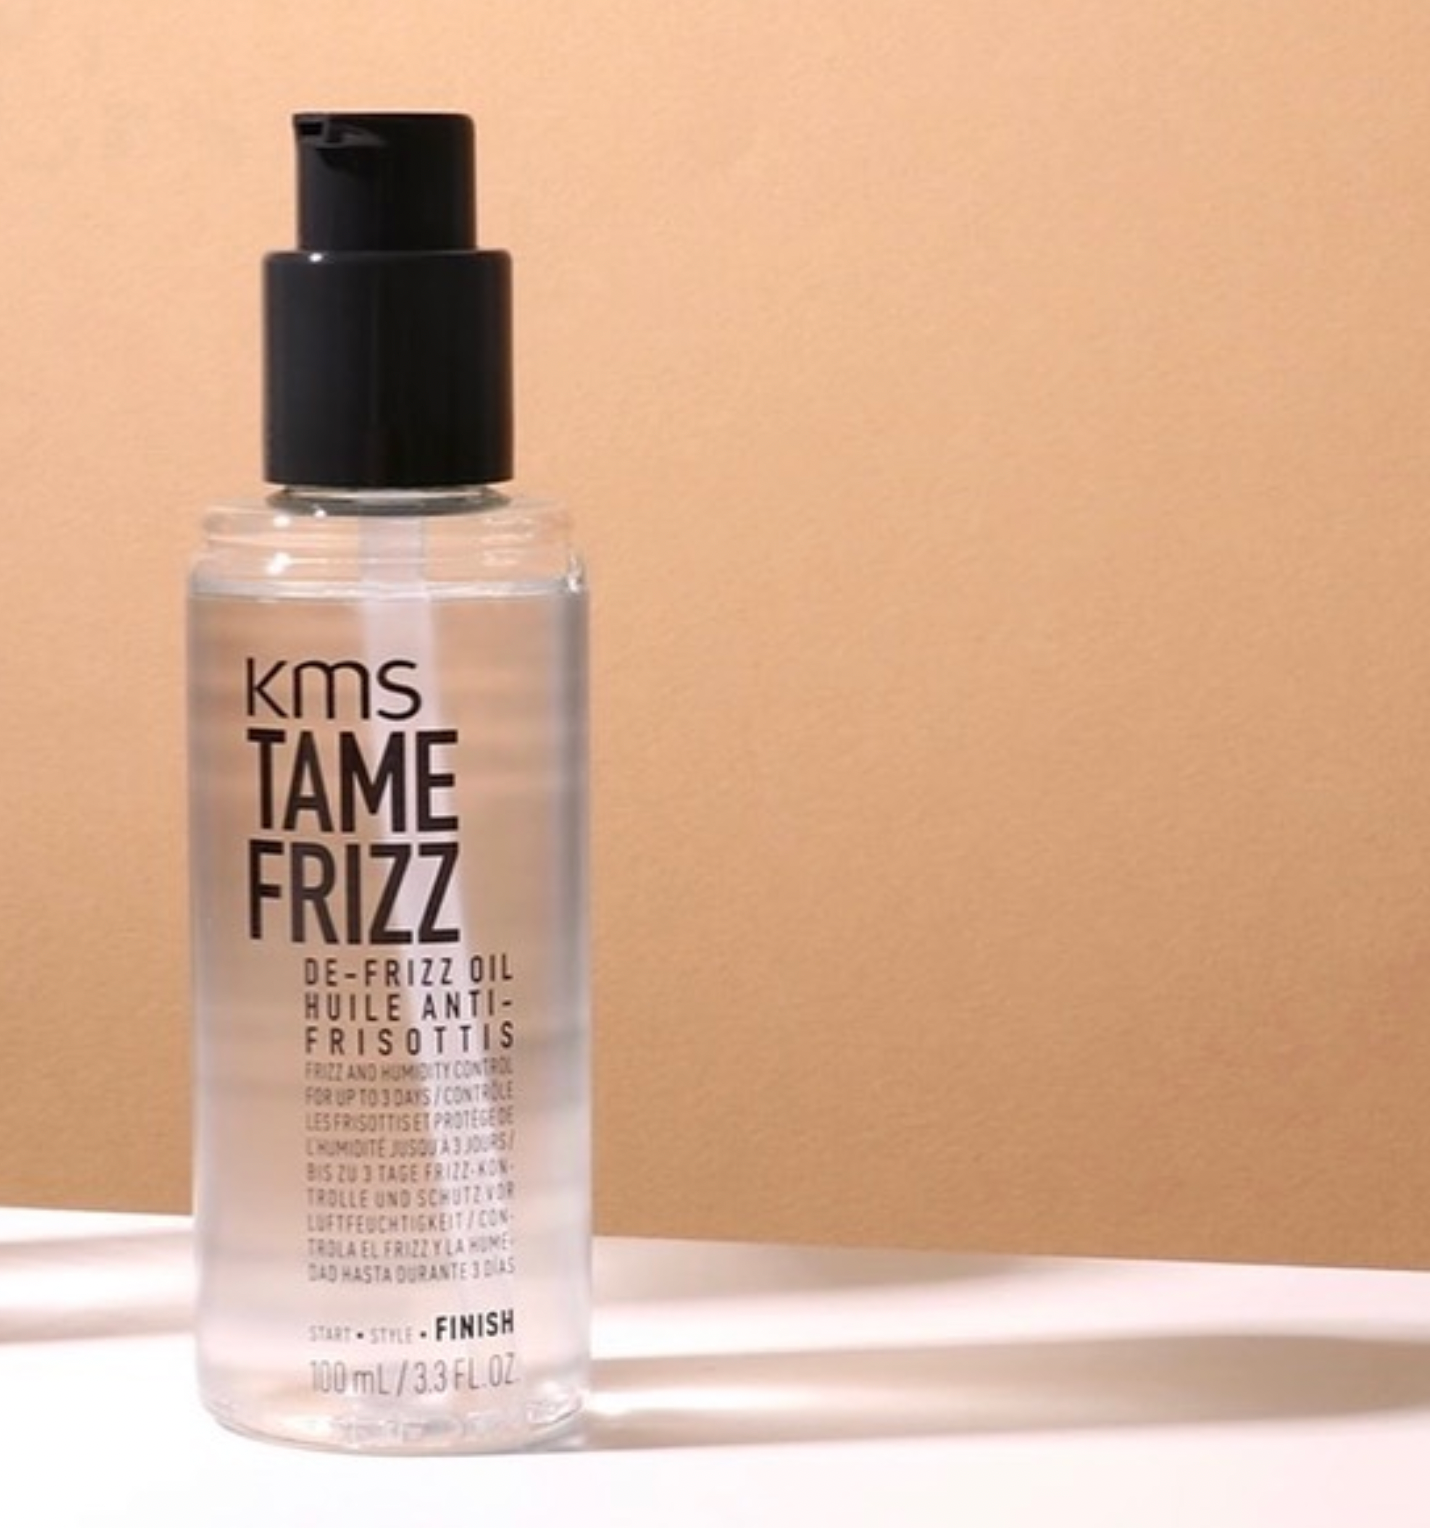 kms
TAME
FRIZZ
DE-FRIZZ OIL
HUILE ANTI-
FRISOTTIS
FRIZZ AND HUMIDITY CONTROL
FOR UP TO 3 DAYS / CONTRÔLE
LES FRISOTTIS ET PROTÈGE DE
L'HUMIDITÉ JUSQU'À 3 JOURS /
BIS ZU 3 TAGE FRIZZ-KON-
TROLLE UND SCHUTZ VOR
LUFTFEUCHTIGKEIT / CON-
TROLA EL FRIZZ Y LA HUME-
DAD HASTA DURANTE 3 DÍAS
START • STYLE • FINISH
100 mL / 3.3 FL.OZ.